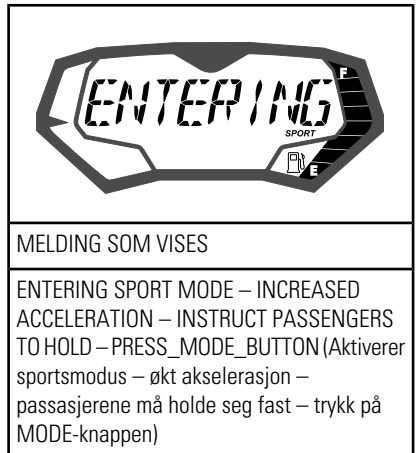 ENTERING
F
SPORT
E
MELDING SOM VISES
ENTERING SPORT MODE – INCREASED
ACCELERATION – INSTRUCT PASSENGERS
TO HOLD – PRESS_MODE_BUTTON (Aktiverer
sportsmodus – økt akselerasjon –
passasjerene må holde seg fast – trykk på
MODE-knappen)